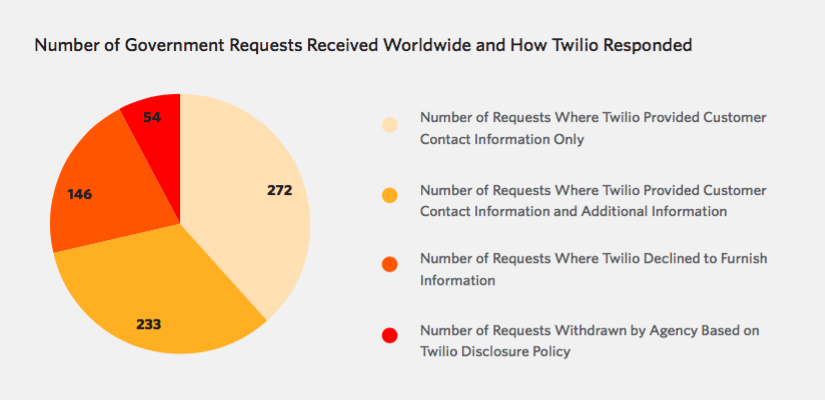 Number of Government Requests Received Worldwide and How Twilio Responded
54
272
146
233
Number of Requests Where Twilio Provided Customer
Contact Information Only
Number of Requests Where Twilio Provided Customer
Contact Information and Additional Information
Number of Requests Where Twilio Declined to Furnish
Information
Number of Requests Withdrawn by Agency Based on
Twilio Disclosure Policy